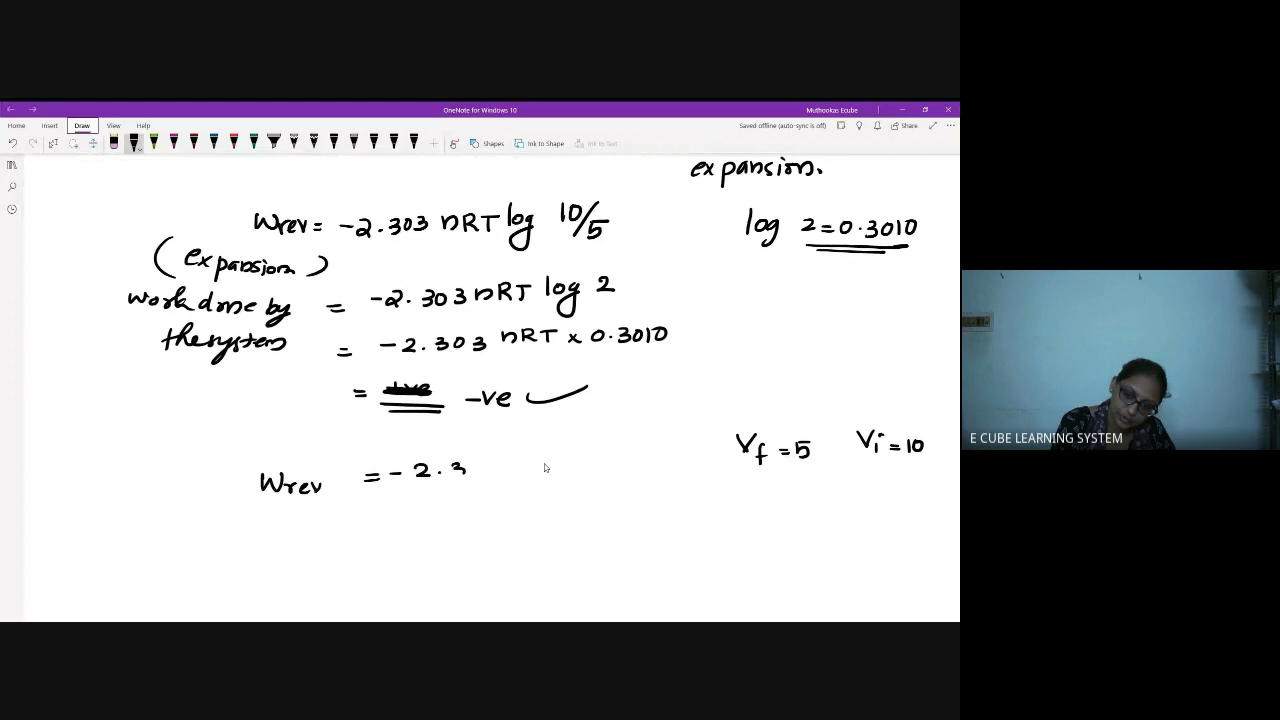 OneNote for Windows 10
Muthookas Ecube
Home Insert Draw View Help
Saved offline (auto-sync is off)
Share
Shapes
Ink to Shape
Ink to Text
expansion.
Wrev = -2.303 nRT log 10/5
log 2 = 0.3010
(expansion)
work done by = -2.303 nRT log 2
the system = -2.303 nRT x 0.3010
= -ve
Vf = 5 Vi = 10
Wrev = - 2.3
E CUBE LEARNING SYSTEM